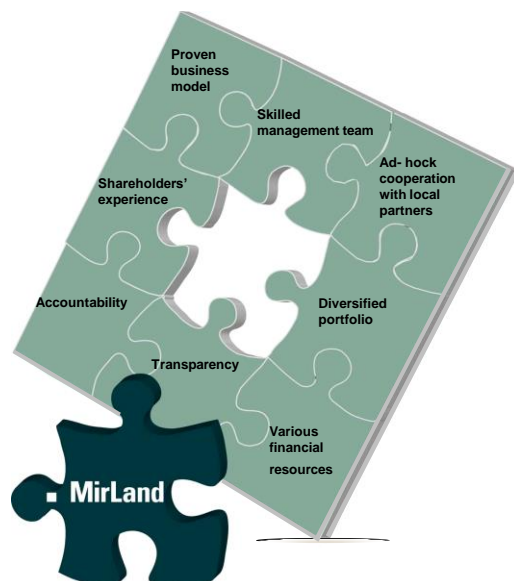 Proven
business
model
Skilled
management team
Ad- hock
cooperation
with local
partners
Shareholders’
experience
Accountability
Diversified
portfolio
Transparency
Various
financial
resources
MirLand